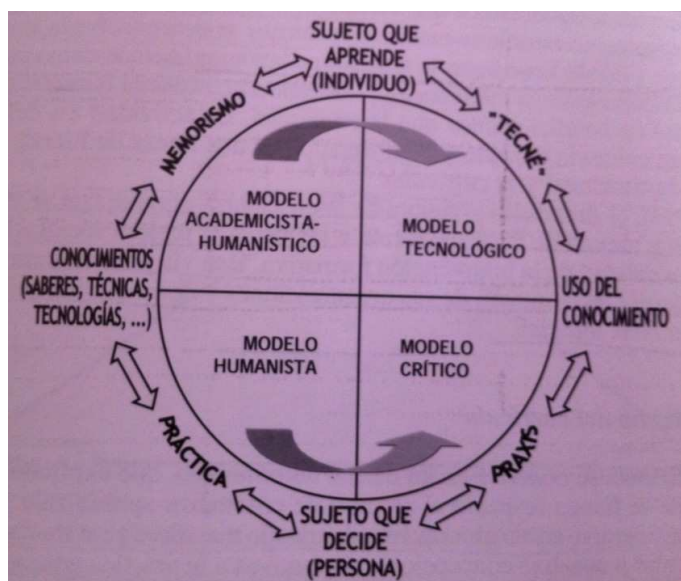 SUJETO QUE
APRENDE
(INDIVIDUO)
MEMORISMO
"TECNÉ"
MODELO
ACADEMICISTA-
HUMANÍSTICO
MODELO
TECNOLÓGICO
CONOCIMIENTOS
(SABERES, TÉCNICAS,
TECNOLOGÍAS, ...)
USO DEL
CONOCIMIENTO
MODELO
HUMANISTA
MODELO
CRÍTICO
PRÁCTICA
PRAXIS
SUJETO QUE
DECIDE
(PERSONA)